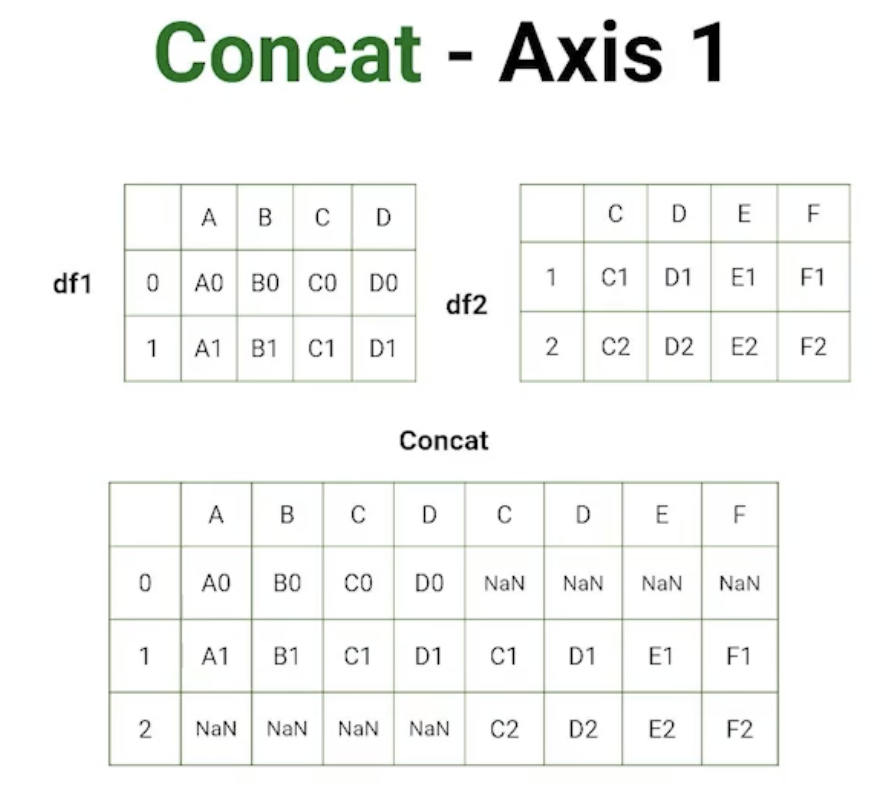 Concat - Axis 1
df1
A B C D
0 A0 B0 C0 D0
1 A1 B1 C1 D1
df2
C D E F
1 C1 D1 E1 F1
2 C2 D2 E2 F2
Concat
A B C D C D E F
0 A0 B0 C0 D0 NaN NaN NaN NaN
1 A1 B1 C1 D1 C1 D1 E1 F1
2 NaN NaN NaN NaN C2 D2 E2 F2